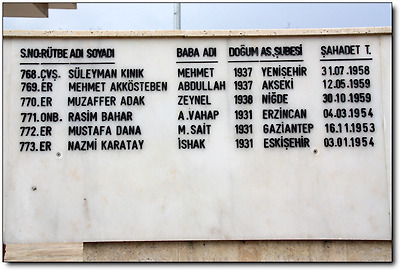 S.NO-RÜTBE ADI SOYADI BABA ADI DOĞUM AS.ŞUBESİ ŞAHADET T.
768.ÇVŞ. SÜLEYMAN KINIK MEHMET 1937 YENİŞEHİR 31.07.1958
769.ER MEHMET AKKÖSTEBEN ABDULLAH 1937 AKSEKİ 12.05.1959
770.ER MUZAFFER ADAK ZEYNEL 1938 NİĞDE 30.10.1959
771.ONB. RASİM BAHAR A.VAHAP 1931 ERZİNCAN 04.03.1954
772.ER MUSTAFA DANA M.SAİT 1931 GAZİANTEP 16.11.1953
773.ER NAZMİ KARATAY İSHAK 1931 ESKİŞEHİR 03.01.1954